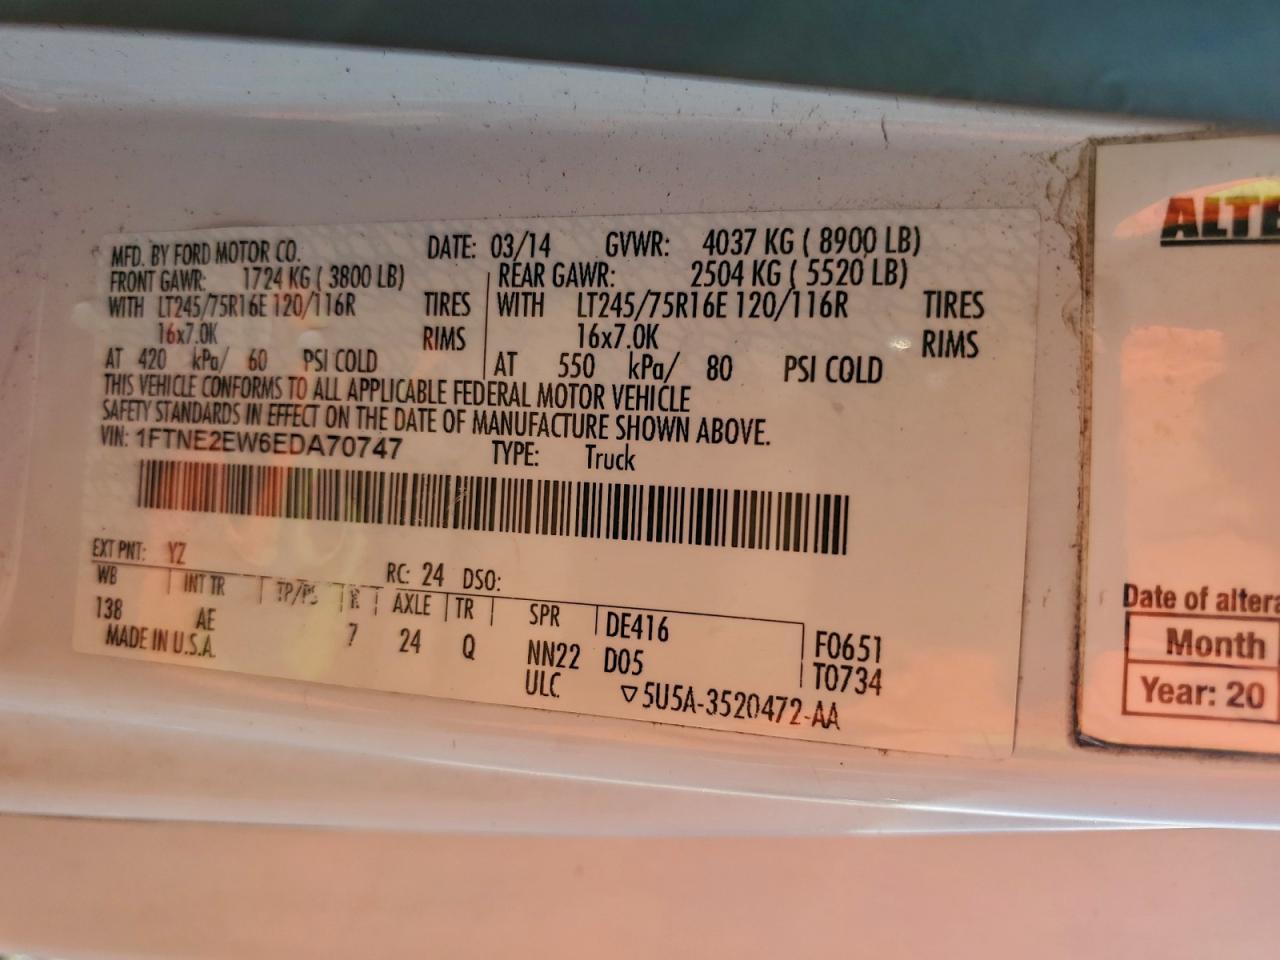 MFD. BY FORD MOTOR CO. DATE: 03/14 GVWR: 4037 KG ( 8900 LB)
FRONT GAWR: 1724 KG ( 3800 LB) REAR GAWR: 2504 KG ( 5520 LB)
WITH LT245/75R16E 120/116R TIRES WITH LT245/75R16E 120/116R TIRES
16x7.0K RIMS 16x7.0K RIMS
AT 420 kPa/ 60 PSI COLD AT 550 kPa/ 80 PSI COLD
THIS VEHICLE CONFORMS TO ALL APPLICABLE FEDERAL MOTOR VEHICLE
SAFETY STANDARDS IN EFFECT ON THE DATE OF MANUFACTURE SHOWN ABOVE.
VIN: 1FTNE2EW6EDA70747 TYPE: Truck
EXT PNT: YZ RC: 24 DSO:
WB INT TR TP/PS R AXLE TR SPR DE416 F0651
138 AE 7 24 Q NN22 D05 T0734
MADE IN U.S.A. ULC ▽5U5A-3520472-AA
ALTE
Date of altera
Month
Year: 20